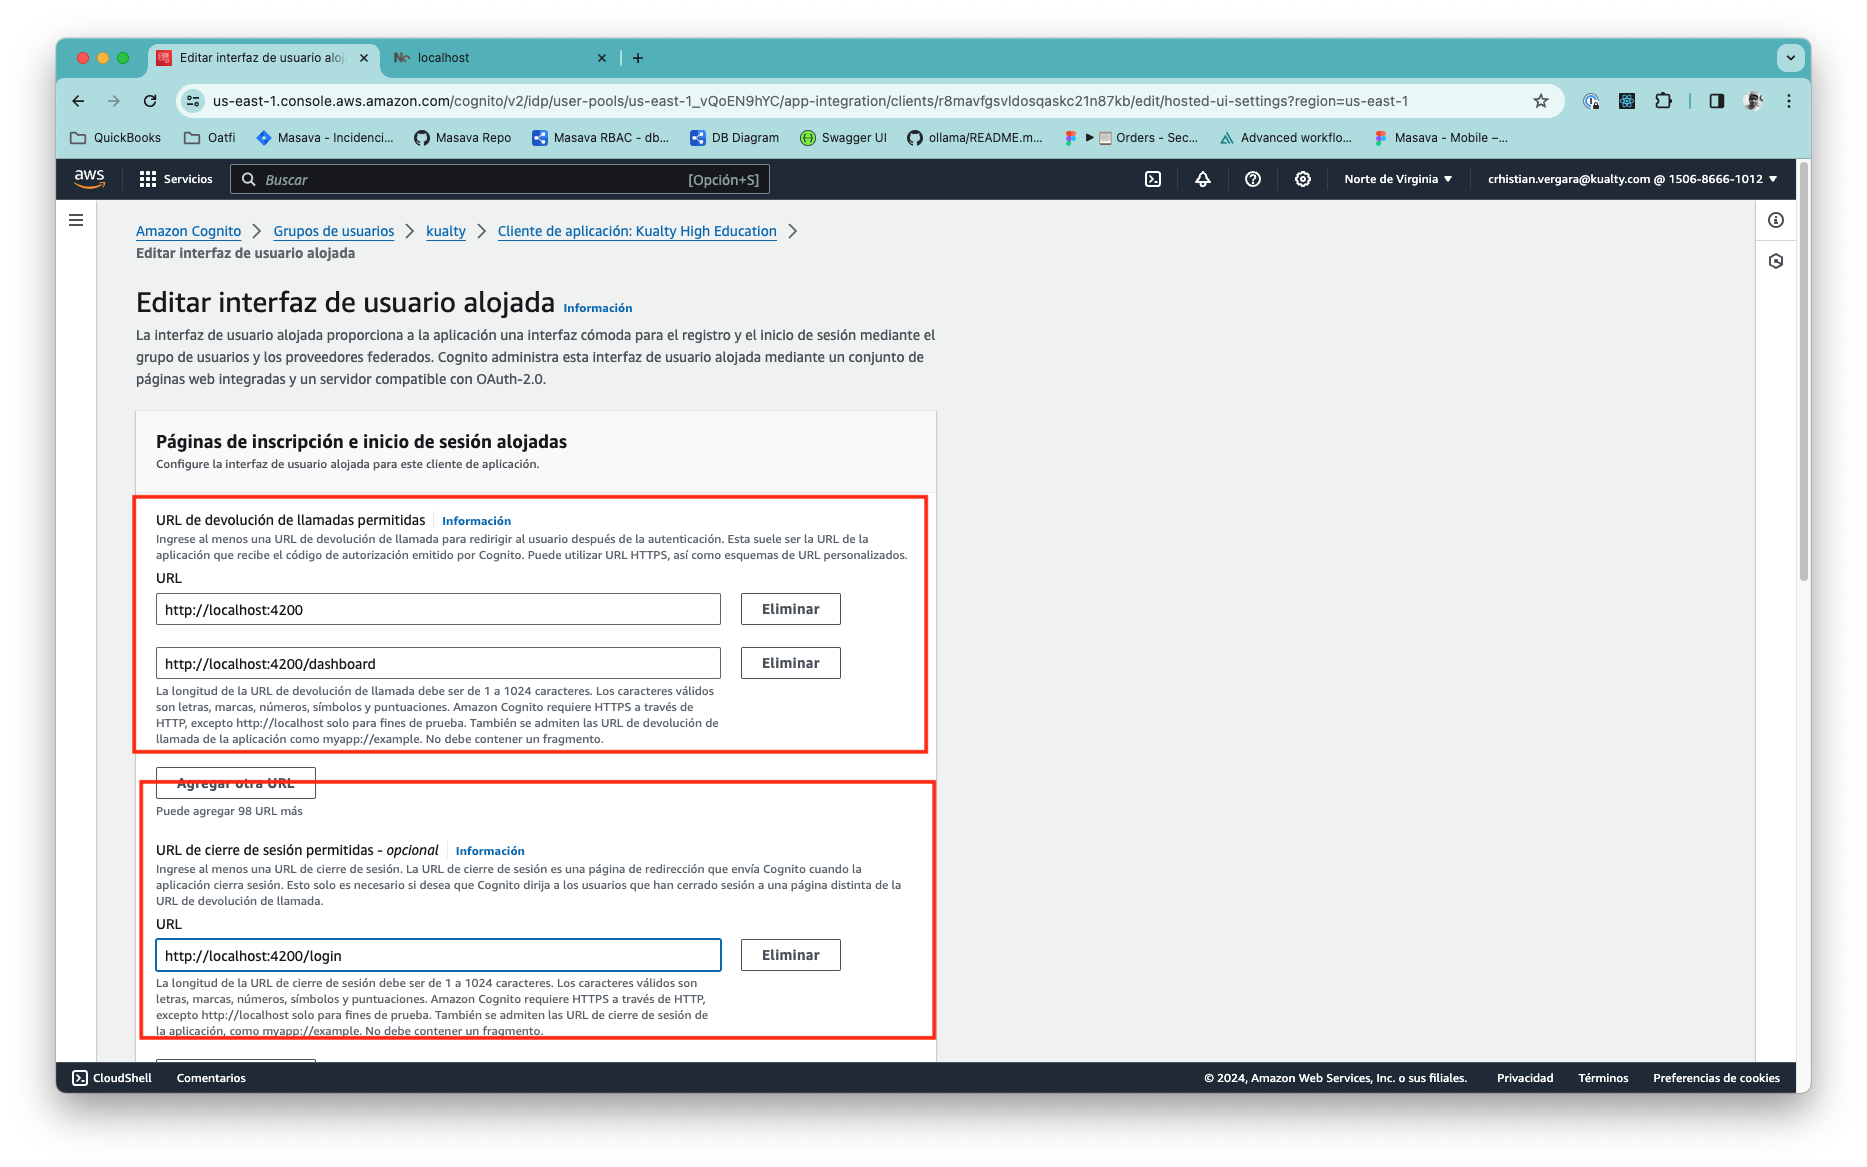 Editar interfaz de usuario aloj
localhost
us-east-1.console.aws.amazon.com/cognito/v2/idp/user-pools/us-east-1_vQoEN9hYC/app-integration/clients/r8mavfgsvldosqaskc21n87kb/edit/hosted-ui-settings?region=us-east-1
QuickBooks
Oatfi
Masava - Incidenci...
Masava Repo
Masava RBAC - db...
DB Diagram
Swagger UI
ollama/README.m...
Orders - Sec...
Advanced workflo...
Masava - Mobile –...
aws
Servicios
Buscar
[Opción+S]
Norte de Virginia
crhistian.vergara@kualty.com @ 1506-8666-1012
Amazon Cognito
Grupos de usuarios
kualty
Cliente de aplicación: Kualty High Education
Editar interfaz de usuario alojada
Editar interfaz de usuario alojada Información
La interfaz de usuario alojada proporciona a la aplicación una interfaz cómoda para el registro y el inicio de sesión mediante el
grupo de usuarios y los proveedores federados. Cognito administra esta interfaz de usuario alojada mediante un conjunto de
páginas web integradas y un servidor compatible con OAuth-2.0.
Páginas de inscripción e inicio de sesión alojadas
Configure la interfaz de usuario alojada para este cliente de aplicación.
URL de devolución de llamadas permitidas Información
Ingrese al menos una URL de devolución de llamada para redirigir al usuario después de la autenticación. Esta suele ser la URL de la
aplicación que recibe el código de autorización emitido por Cognito. Puede utilizar URL HTTPS, así como esquemas de URL personalizados.
URL
http://localhost:4200
Eliminar
http://localhost:4200/dashboard
Eliminar
La longitud de la URL de devolución de llamada debe ser de 1 a 1024 caracteres. Los caracteres válidos
son letras, marcas, números, símbolos y puntuaciones. Amazon Cognito requiere HTTPS a través de
HTTP, excepto http://localhost solo para fines de prueba. También se admiten las URL de devolución de
llamada de la aplicación como myapp://example. No debe contener un fragmento.
Agregar otra URL
Puede agregar 98 URL más
URL de cierre de sesión permitidas - opcional Información
Ingrese al menos una URL de cierre de sesión. La URL de cierre de sesión es una página de redirección que envía Cognito cuando la
aplicación cierra sesión. Esto solo es necesario si desea que Cognito dirija a los usuarios que han cerrado sesión a una página distinta de la
URL de devolución de llamada.
URL
http://localhost:4200/login
Eliminar
La longitud de la URL de cierre de sesión debe ser de 1 a 1024 caracteres. Los caracteres válidos son
letras, marcas, números, símbolos y puntuaciones. Amazon Cognito requiere HTTPS a través de HTTP,
excepto http://localhost solo para fines de prueba. También se admiten las URL de cierre de sesión de
la aplicación, como myapp://example. No debe contener un fragmento.
CloudShell
Comentarios
© 2024, Amazon Web Services, Inc. o sus filiales.
Privacidad
Términos
Preferencias de cookies